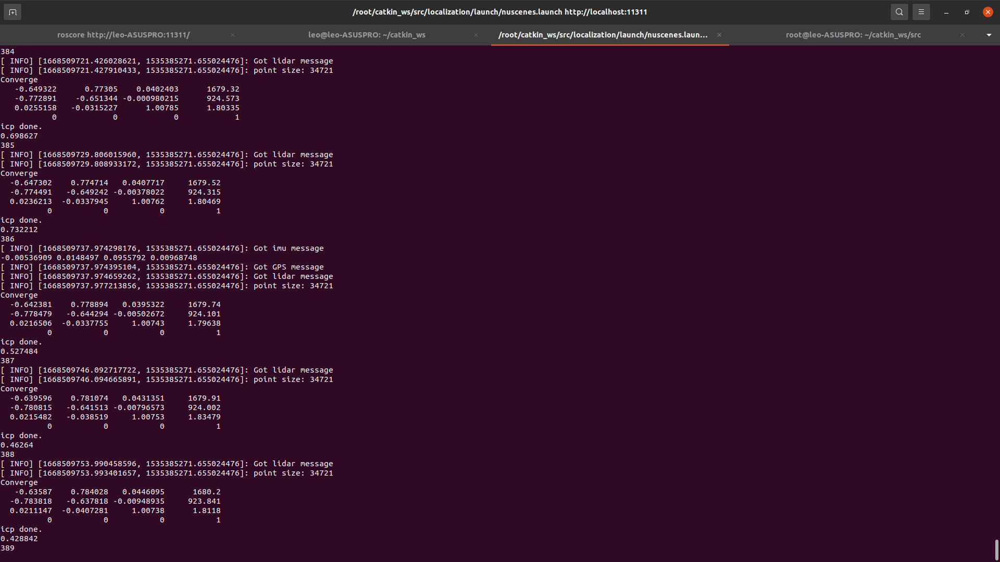 /root/catkin_ws/src/localization/launch/nuscenes.launch http://localhost:11311
roscore http://leo-ASUSPRO:11311/
leo@leo-ASUSPRO: ~/catkin_ws
/root/catkin_ws/src/localization/launch/nuscenes.laun...
root@leo-ASUSPRO: ~/catkin_ws/src
384
[ INFO] [1668509721.426028621, 1535385271.655024476]: Got lidar message
[ INFO] [1668509721.427910433, 1535385271.655024476]: point size: 34721
Converge
-0.649322 0.77305 0.0402403 1679.32
-0.772891 -0.651344 -0.000980215 924.573
0.0255158 -0.0315227 1.00785 1.80335
0 0 0 1
icp done.
0.698627
385
[ INFO] [1668509729.806015960, 1535385271.655024476]: Got lidar message
[ INFO] [1668509729.808933172, 1535385271.655024476]: point size: 34721
Converge
-0.647302 0.774714 0.0407717 1679.52
-0.774491 -0.649242 -0.00378022 924.315
0.0236213 -0.0337945 1.00762 1.80469
0 0 0 1
icp done.
0.732212
386
[ INFO] [1668509737.974298176, 1535385271.655024476]: Got imu message
-0.00536909 0.0148497 0.0955792 0.00968748
[ INFO] [1668509737.974395104, 1535385271.655024476]: Got GPS message
[ INFO] [1668509737.974659262, 1535385271.655024476]: Got lidar message
[ INFO] [1668509737.977213856, 1535385271.655024476]: point size: 34721
Converge
-0.642381 0.778894 0.0395322 1679.74
-0.778479 -0.644294 -0.00502672 924.101
0.0216506 -0.0337755 1.00743 1.79638
0 0 0 1
icp done.
0.527484
387
[ INFO] [1668509746.092717722, 1535385271.655024476]: Got lidar message
[ INFO] [1668509746.094665891, 1535385271.655024476]: point size: 34721
Converge
-0.639596 0.781074 0.0431351 1679.91
-0.780815 -0.641513 -0.00796573 924.002
0.0215482 -0.038519 1.00753 1.83479
0 0 0 1
icp done.
0.46264
388
[ INFO] [1668509753.990458596, 1535385271.655024476]: Got lidar message
[ INFO] [1668509753.993401657, 1535385271.655024476]: point size: 34721
Converge
-0.63587 0.784028 0.0446095 1680.2
-0.783818 -0.637818 -0.00948935 923.841
0.0211147 -0.0407281 1.00738 1.8118
0 0 0 1
icp done.
0.428842
389